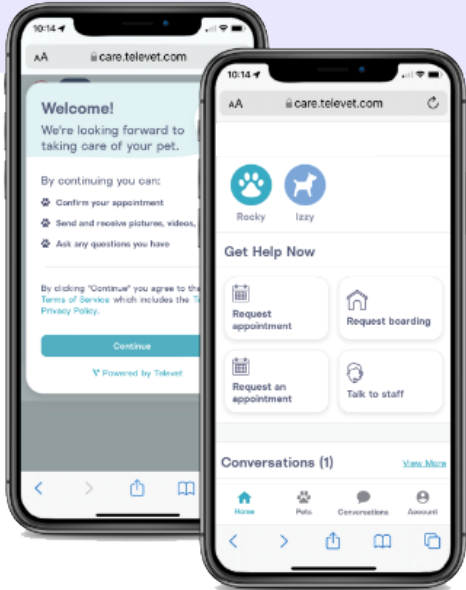 10:14
AA care.televet.com
Welcome!
We're looking forward to
taking care of your pet.
By continuing you can:
Confirm your appointment
Send and receive pictures, videos,
Ask any questions you have
By clicking "Continue" you agree to the
Terms of Service which includes the
Privacy Policy.
Continue
Powered by Televet
10:14
AA care.televet.com
Rocky Izzy
Get Help Now
Request
appointment
Request boarding
Request an
appointment
Talk to staff
Conversations (1) View More
Home Pets Conversations Account